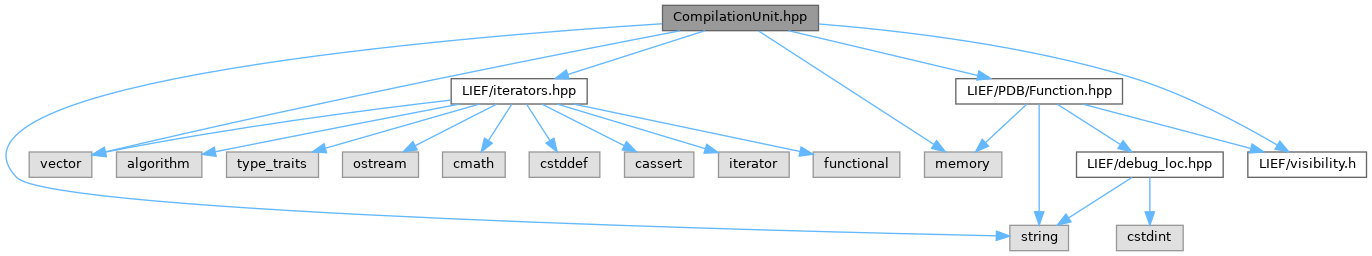 CompilationUnit.hpp
LIEF/iterators.hpp
LIEF/PDB/Function.hpp
vector
algorithm
type_traits
ostream
cmath
cstddef
cassert
iterator
functional
memory
LIEF/debug_loc.hpp
LIEF/visibility.h
string
cstdint